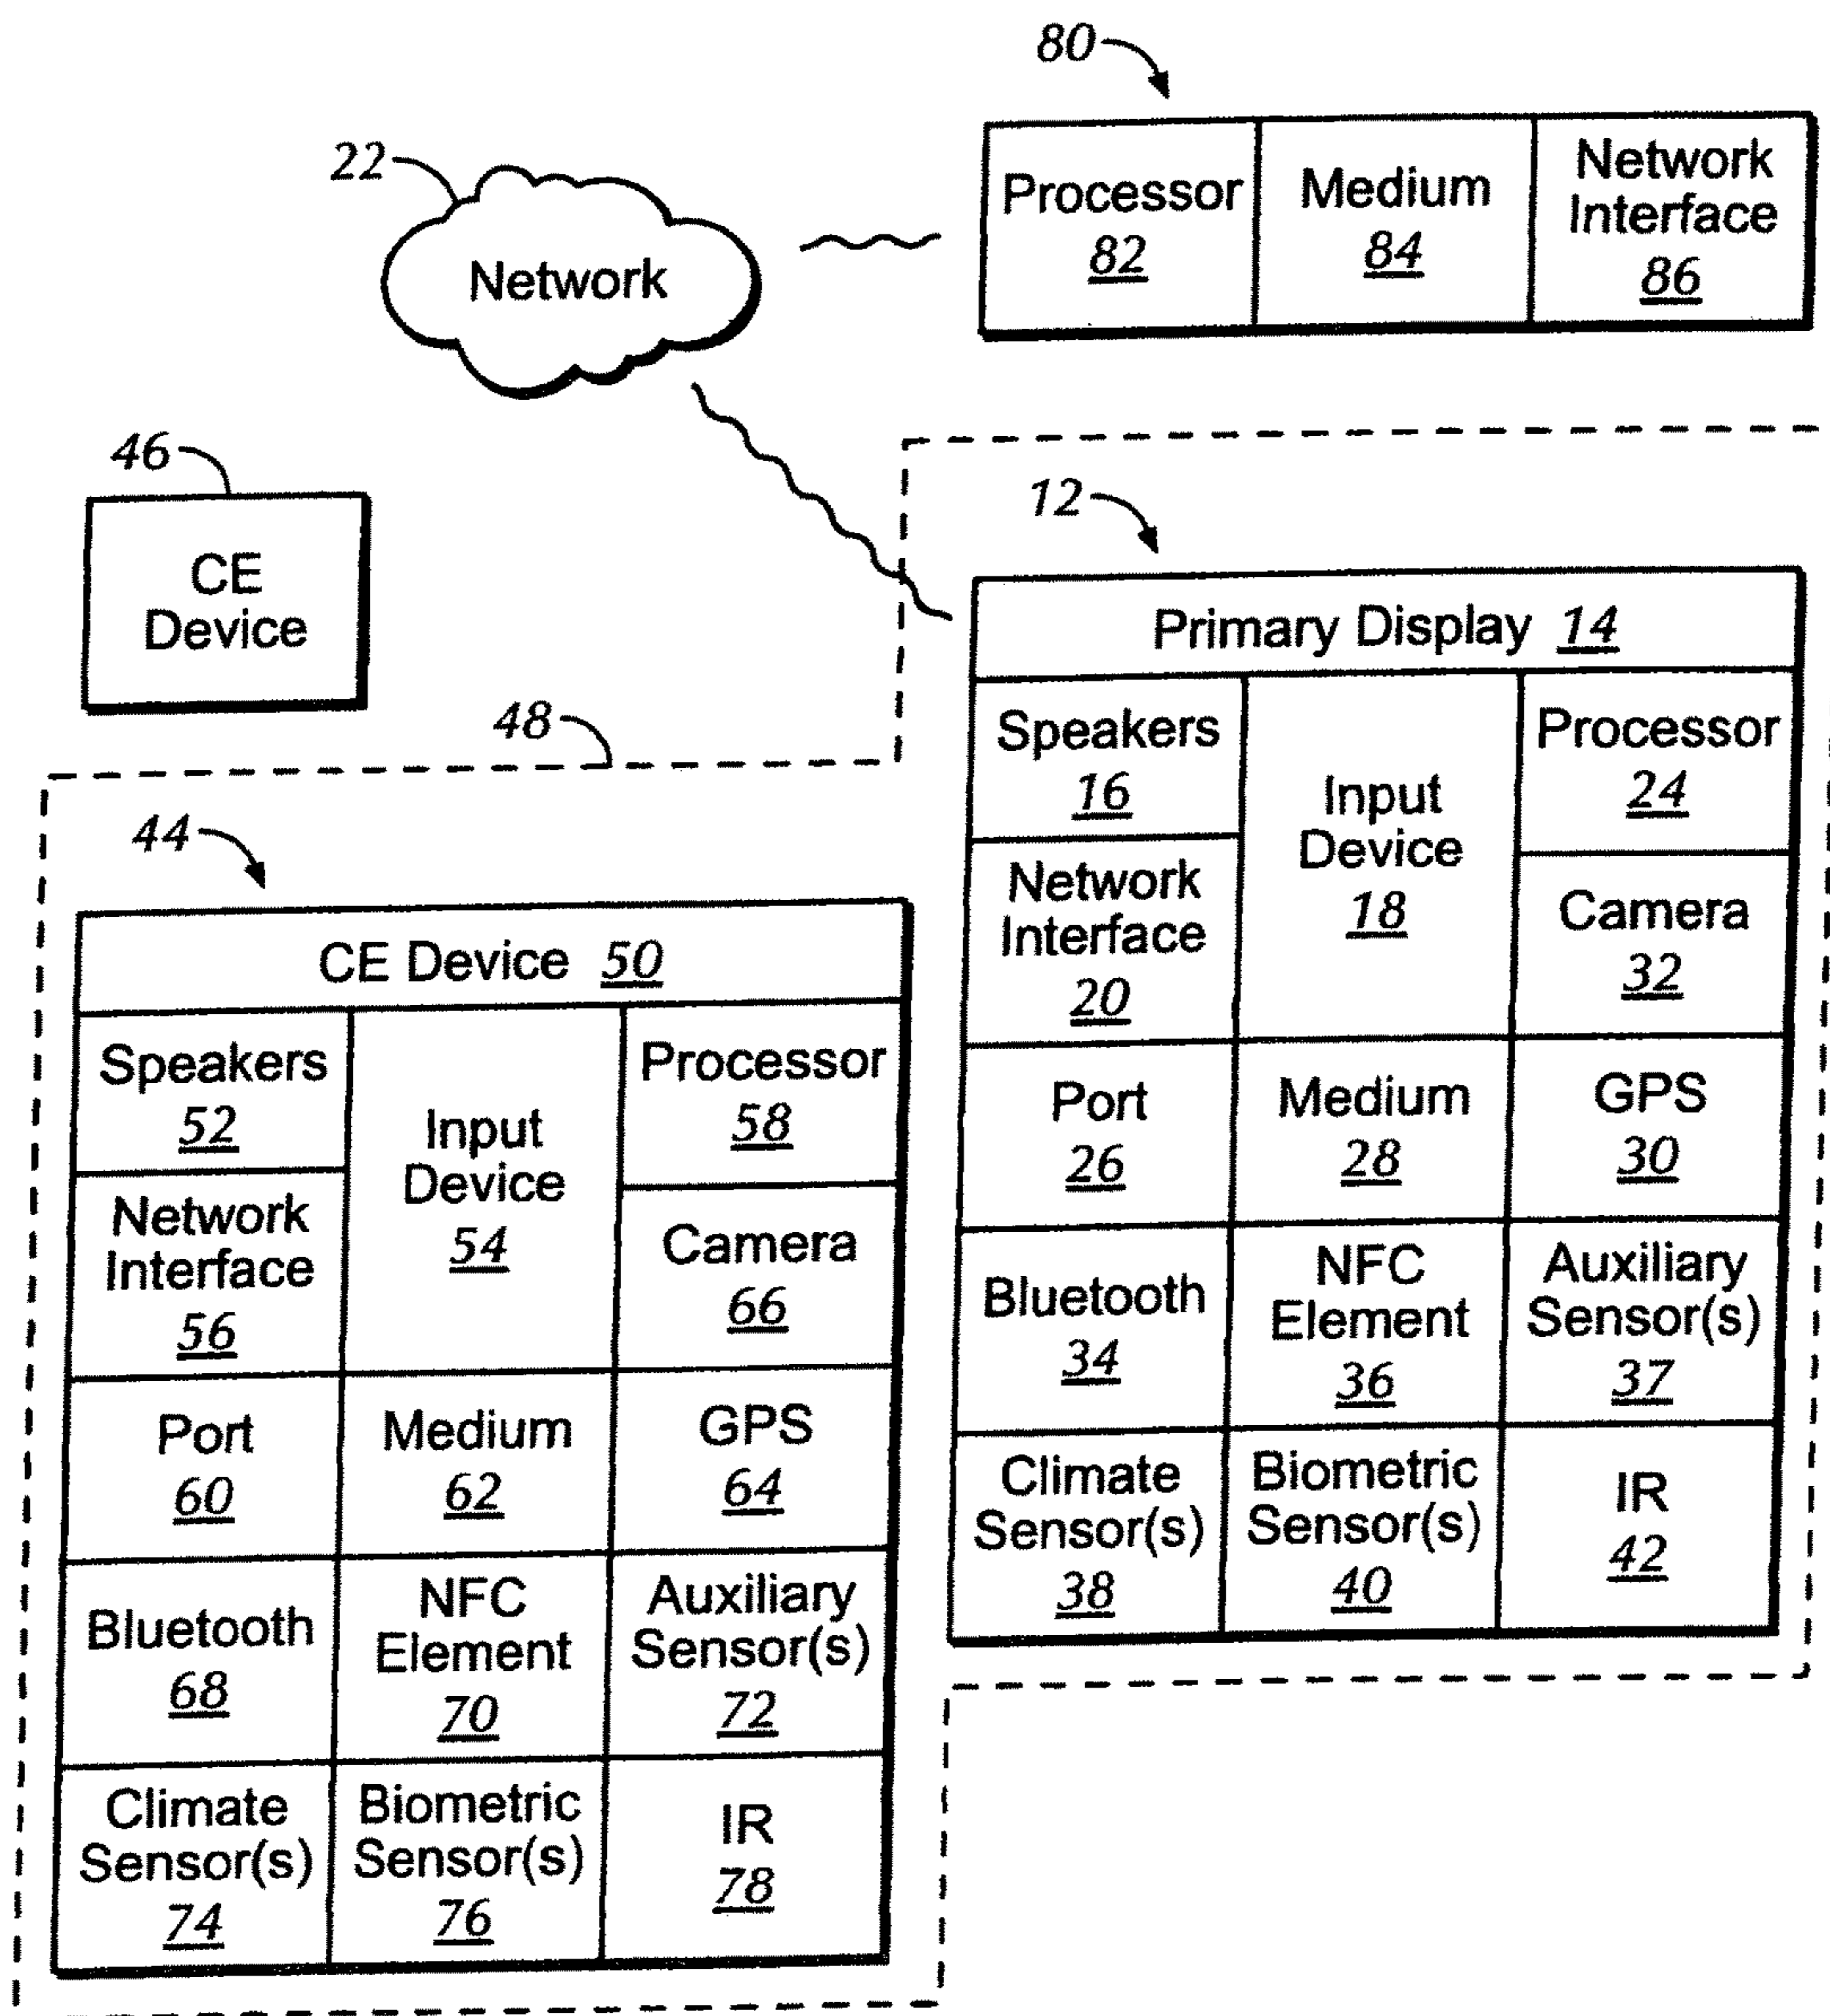 80
22
Processor
82
Medium
84
Network
Interface
86
Network
46
CE
Device
12
Primary Display 14
Speakers
16
Input
Device
18
Processor
24
Network
Interface
20
Camera
32
Port
26
Medium
28
GPS
30
Bluetooth
34
NFC
Element
36
Auxiliary
Sensor(s)
37
Climate
Sensor(s)
38
Biometric
Sensor(s)
40
IR
42
48
44
CE Device 50
Speakers
52
Input
Device
54
Processor
58
Network
Interface
56
Camera
66
Port
60
Medium
62
GPS
64
Bluetooth
68
NFC
Element
70
Auxiliary
Sensor(s)
72
Climate
Sensor(s)
74
Biometric
Sensor(s)
76
IR
78